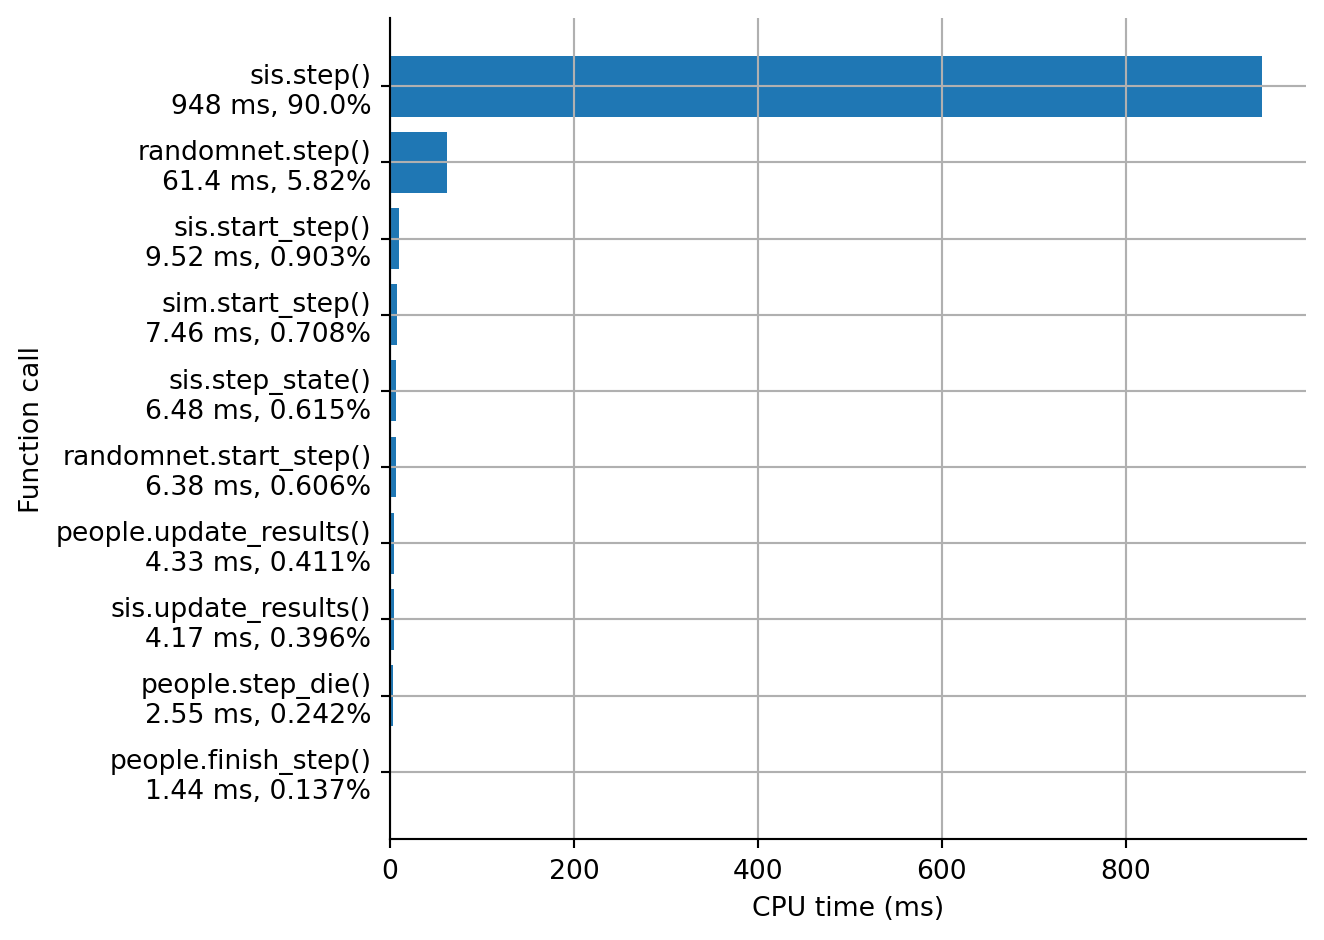 sis.step()
948 ms, 90.0%
randomnet.step()
61.4 ms, 5.82%
sis.start_step()
9.52 ms, 0.903%
sim.start_step()
7.46 ms, 0.708%
sis.step_state()
6.48 ms, 0.615%
randomnet.start_step()
6.38 ms, 0.606%
people.update_results()
4.33 ms, 0.411%
sis.update_results()
4.17 ms, 0.396%
people.step_die()
2.55 ms, 0.242%
people.finish_step()
1.44 ms, 0.137%
Function call
0 200 400 600 800
CPU time (ms)